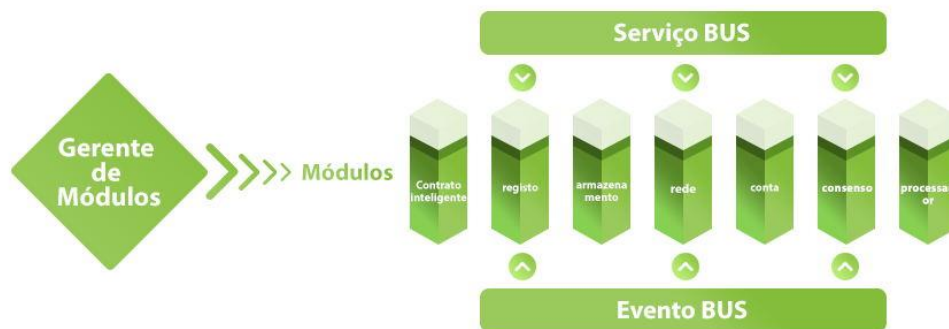 Serviço BUS
Gerente
de
Módulos
Módulos
Contrato
inteligente
registo
armazena
mento
rede
conta
consenso
processa
or
Evento BUS